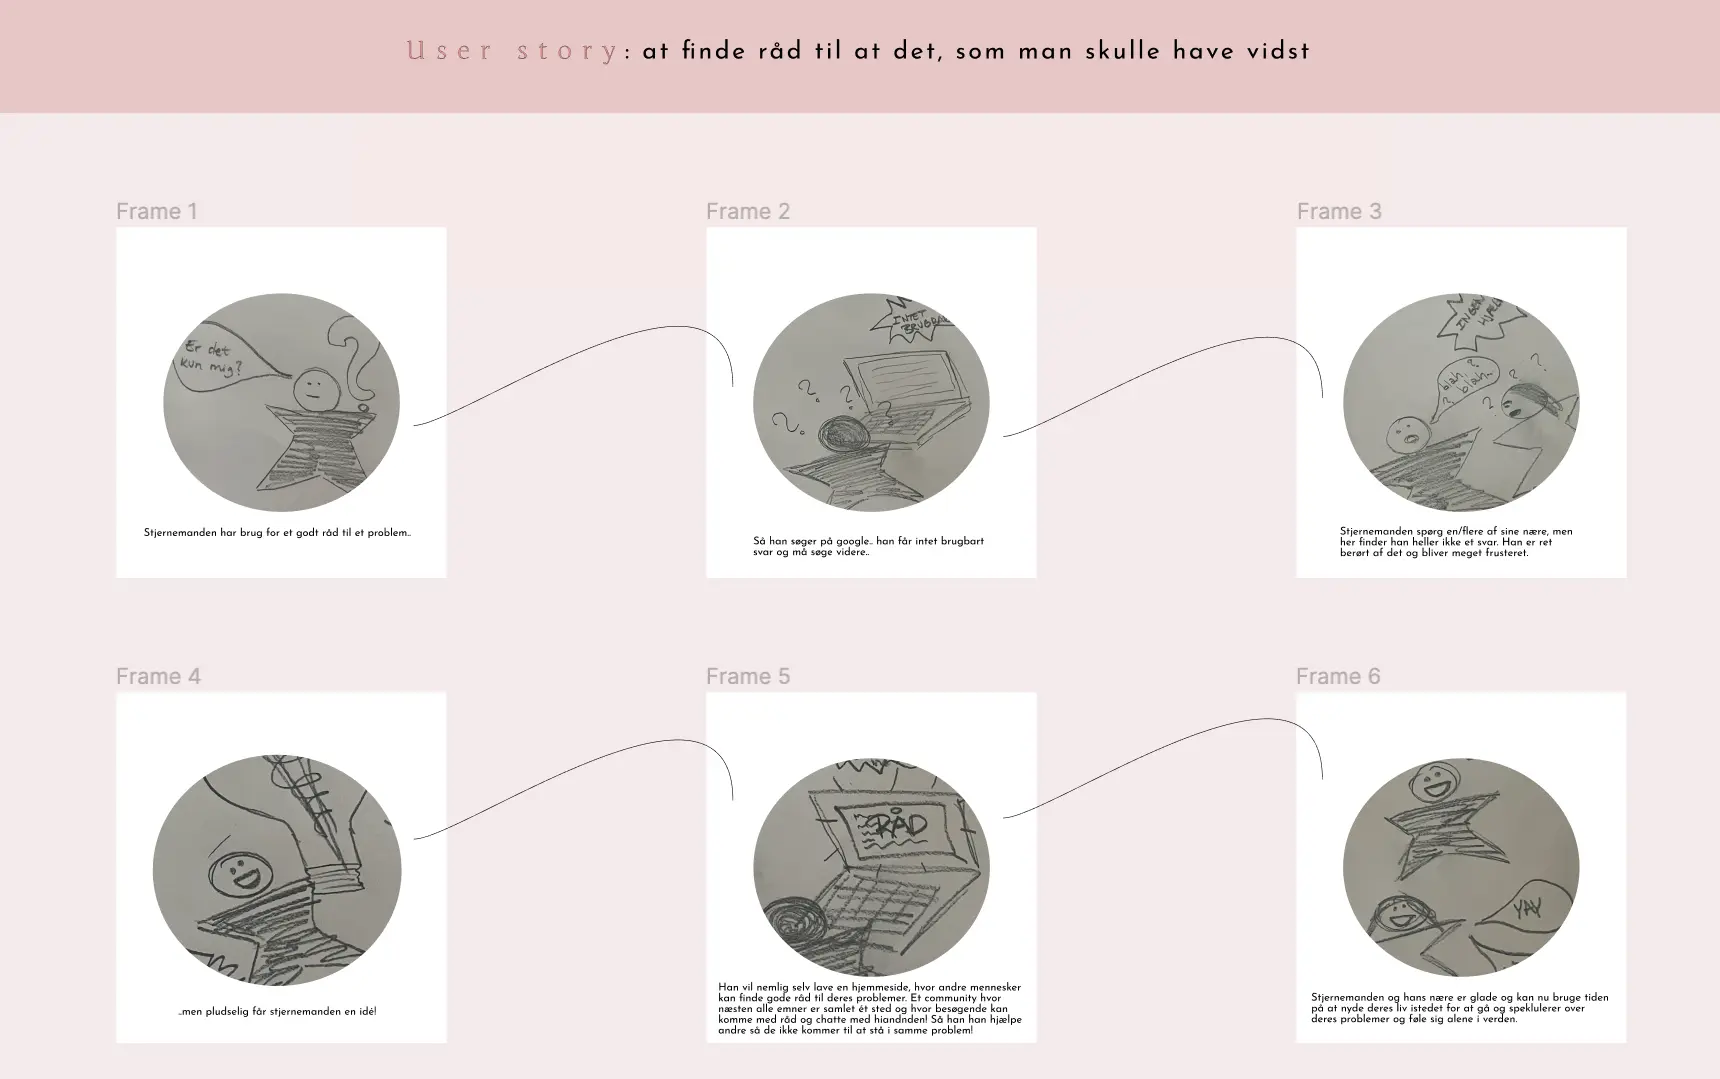 User story: at finde råd til at det, som man skulle have vidst
Frame 1
Er det
kun mig?
Stjernemanden har brug for et godt råd til et problem..
Frame 2
INTET
Så han søger på google.. han får intet brugbart
svar og må søge videre..
Frame 3
INGEN
blah, ?
? blah
Stjernemanden spørg en/flere af sine nære, men
her finder han heller ikke et svar. Han er ret
berørt af det og bliver meget frusteret.
Frame 4
..men pludselig får stjernemanden en idé!
Frame 5
RÅD
Han vil nemlig selv lave en hjemmeside, hvor andre mennesker
kan finde gode råd til deres problemer. Et community hvor
næsten alle emner er samlet ét sted og hvor besøgende kan
komme med råd og chatte med hiandnden! Så han han hjælpe
andre så de ikke kommer til at stå i samme problem!
Frame 6
YAY
Stjernemanden og hans nære er glade og kan nu bruge tiden
på at nyde deres liv istedet for at gå og speklulerer over
deres problemer og føle sig alene i verden.